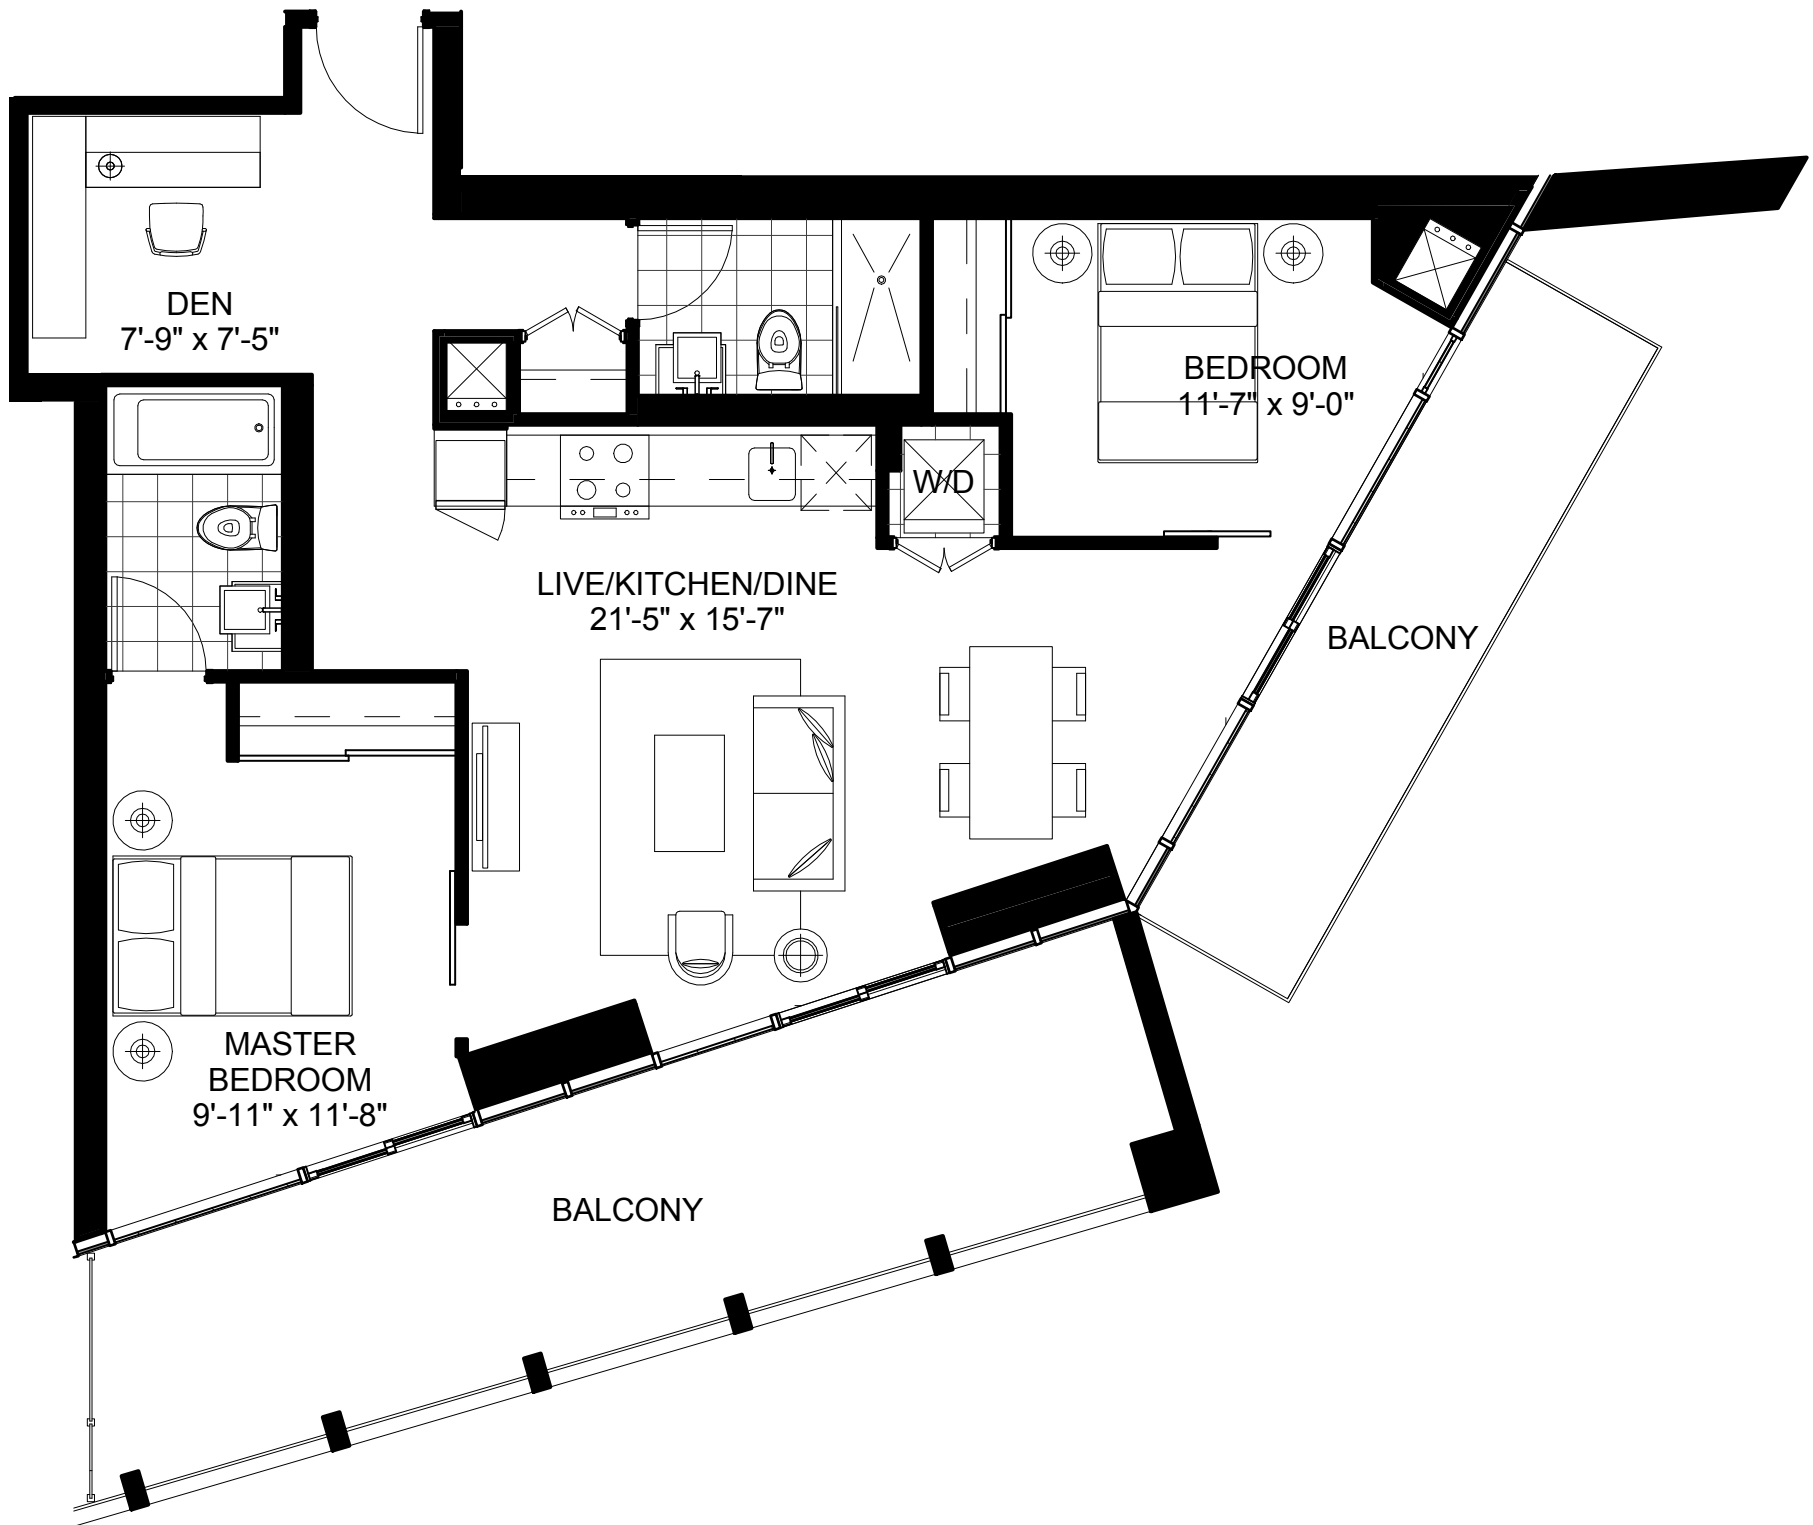 DEN
7'-9" x 7'-5"
BEDROOM
11'-7" x 9'-0"
W/D
LIVE/KITCHEN/DINE
21'-5" x 15'-7"
BALCONY
MASTER
BEDROOM
9'-11" x 11'-8"
BALCONY